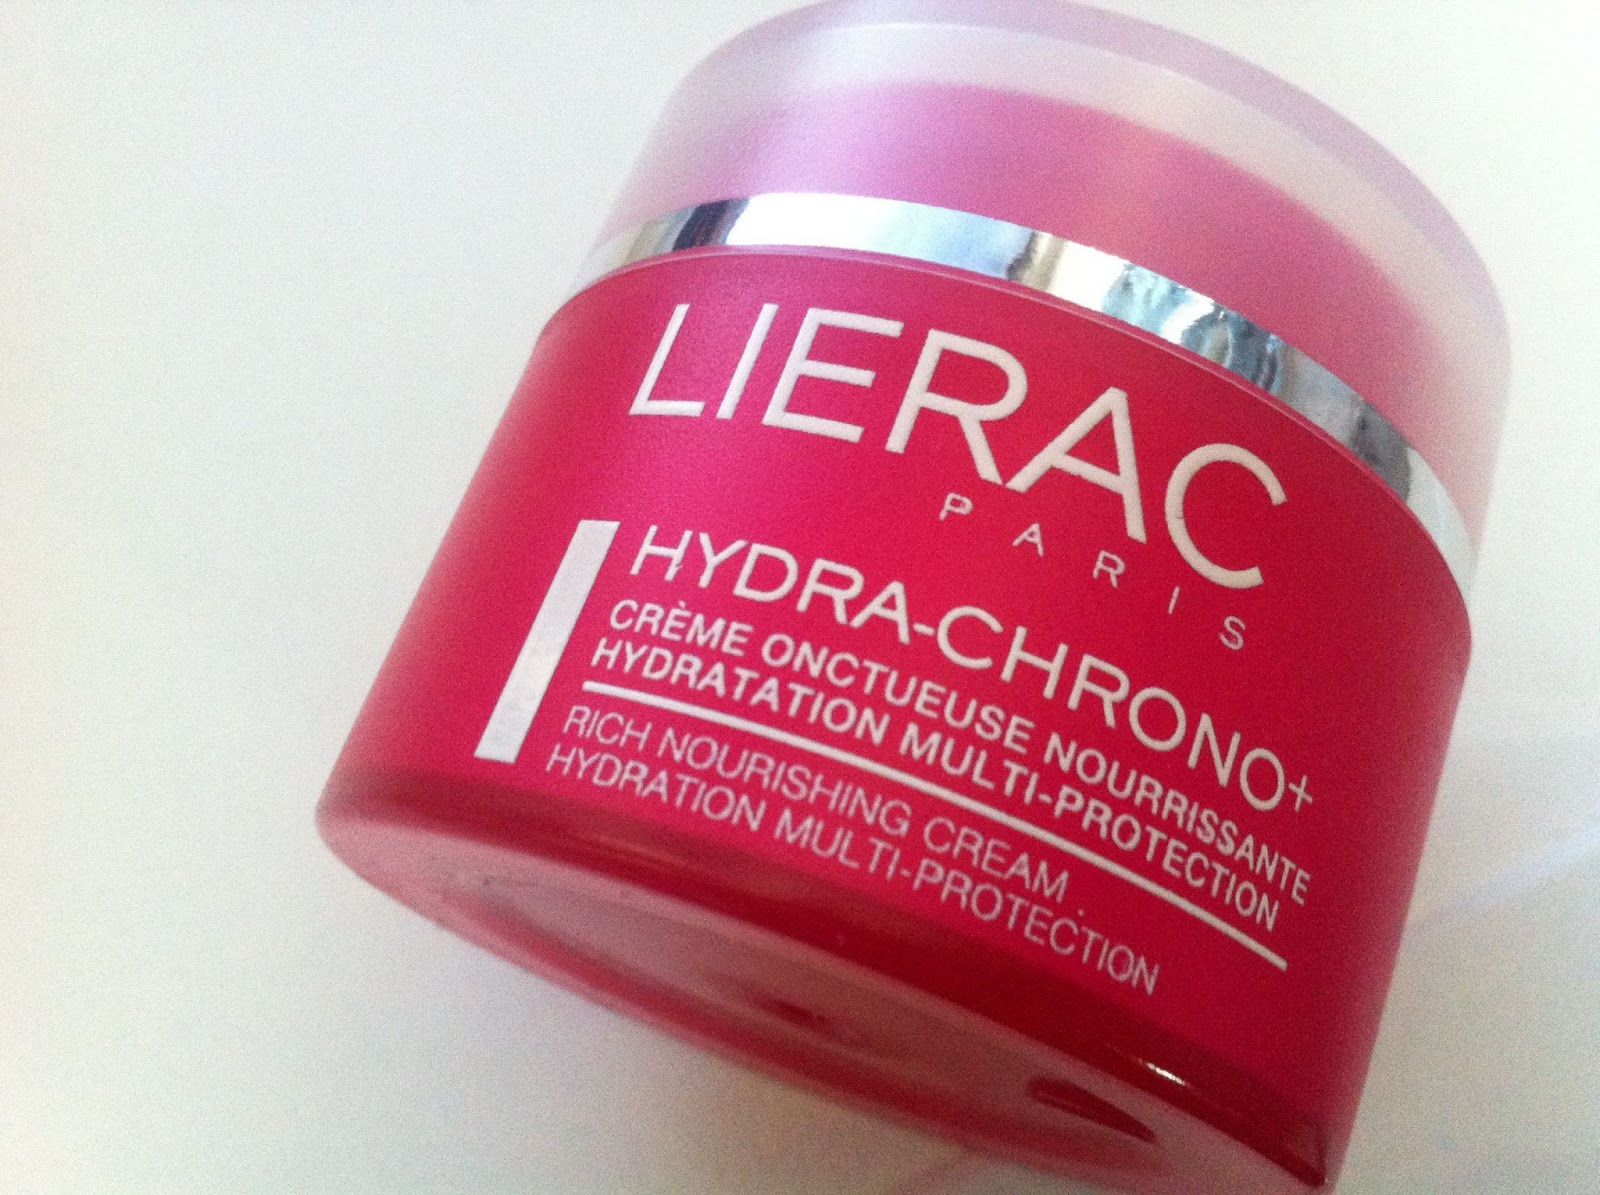 LIERAC
PARIS
HYDRA-CHRONO+
CRÈME ONCTUEUSE NOURRISSANTE
HYDRATATION MULTI-PROTECTION
RICH NOURISHING CREAM
HYDRATION MULTI-PROTECTION